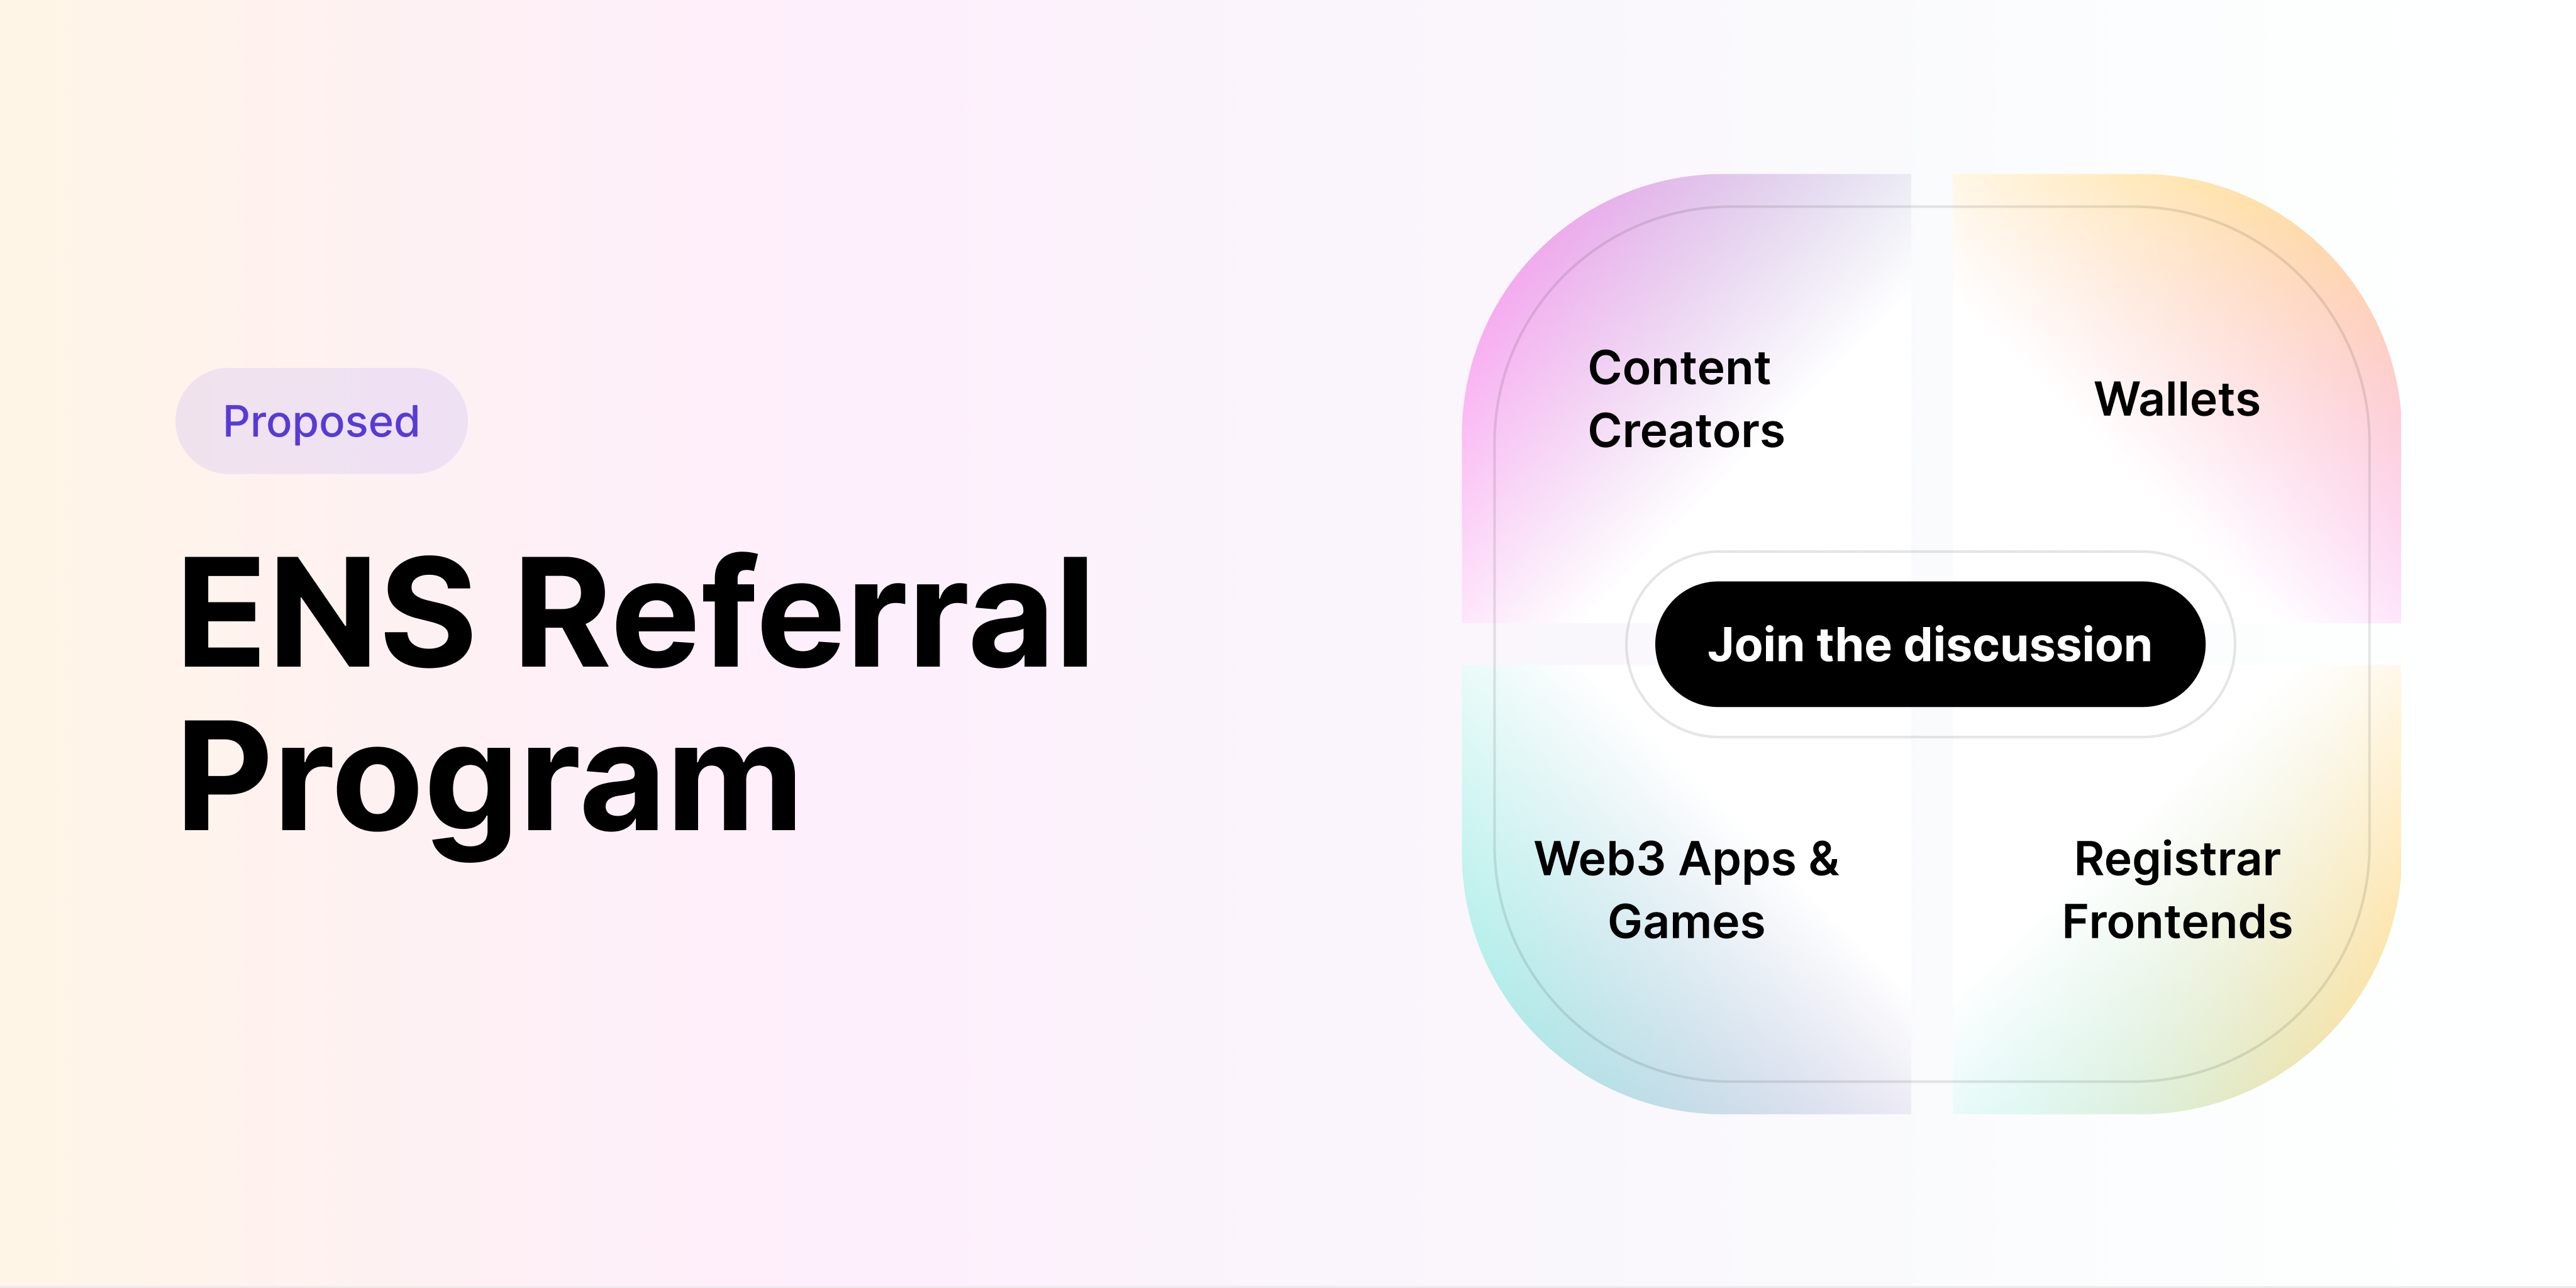 Proposed
ENS Referral
Program
Content
Creators
Wallets
Join the discussion
Web3 Apps &
Games
Registrar
Frontends